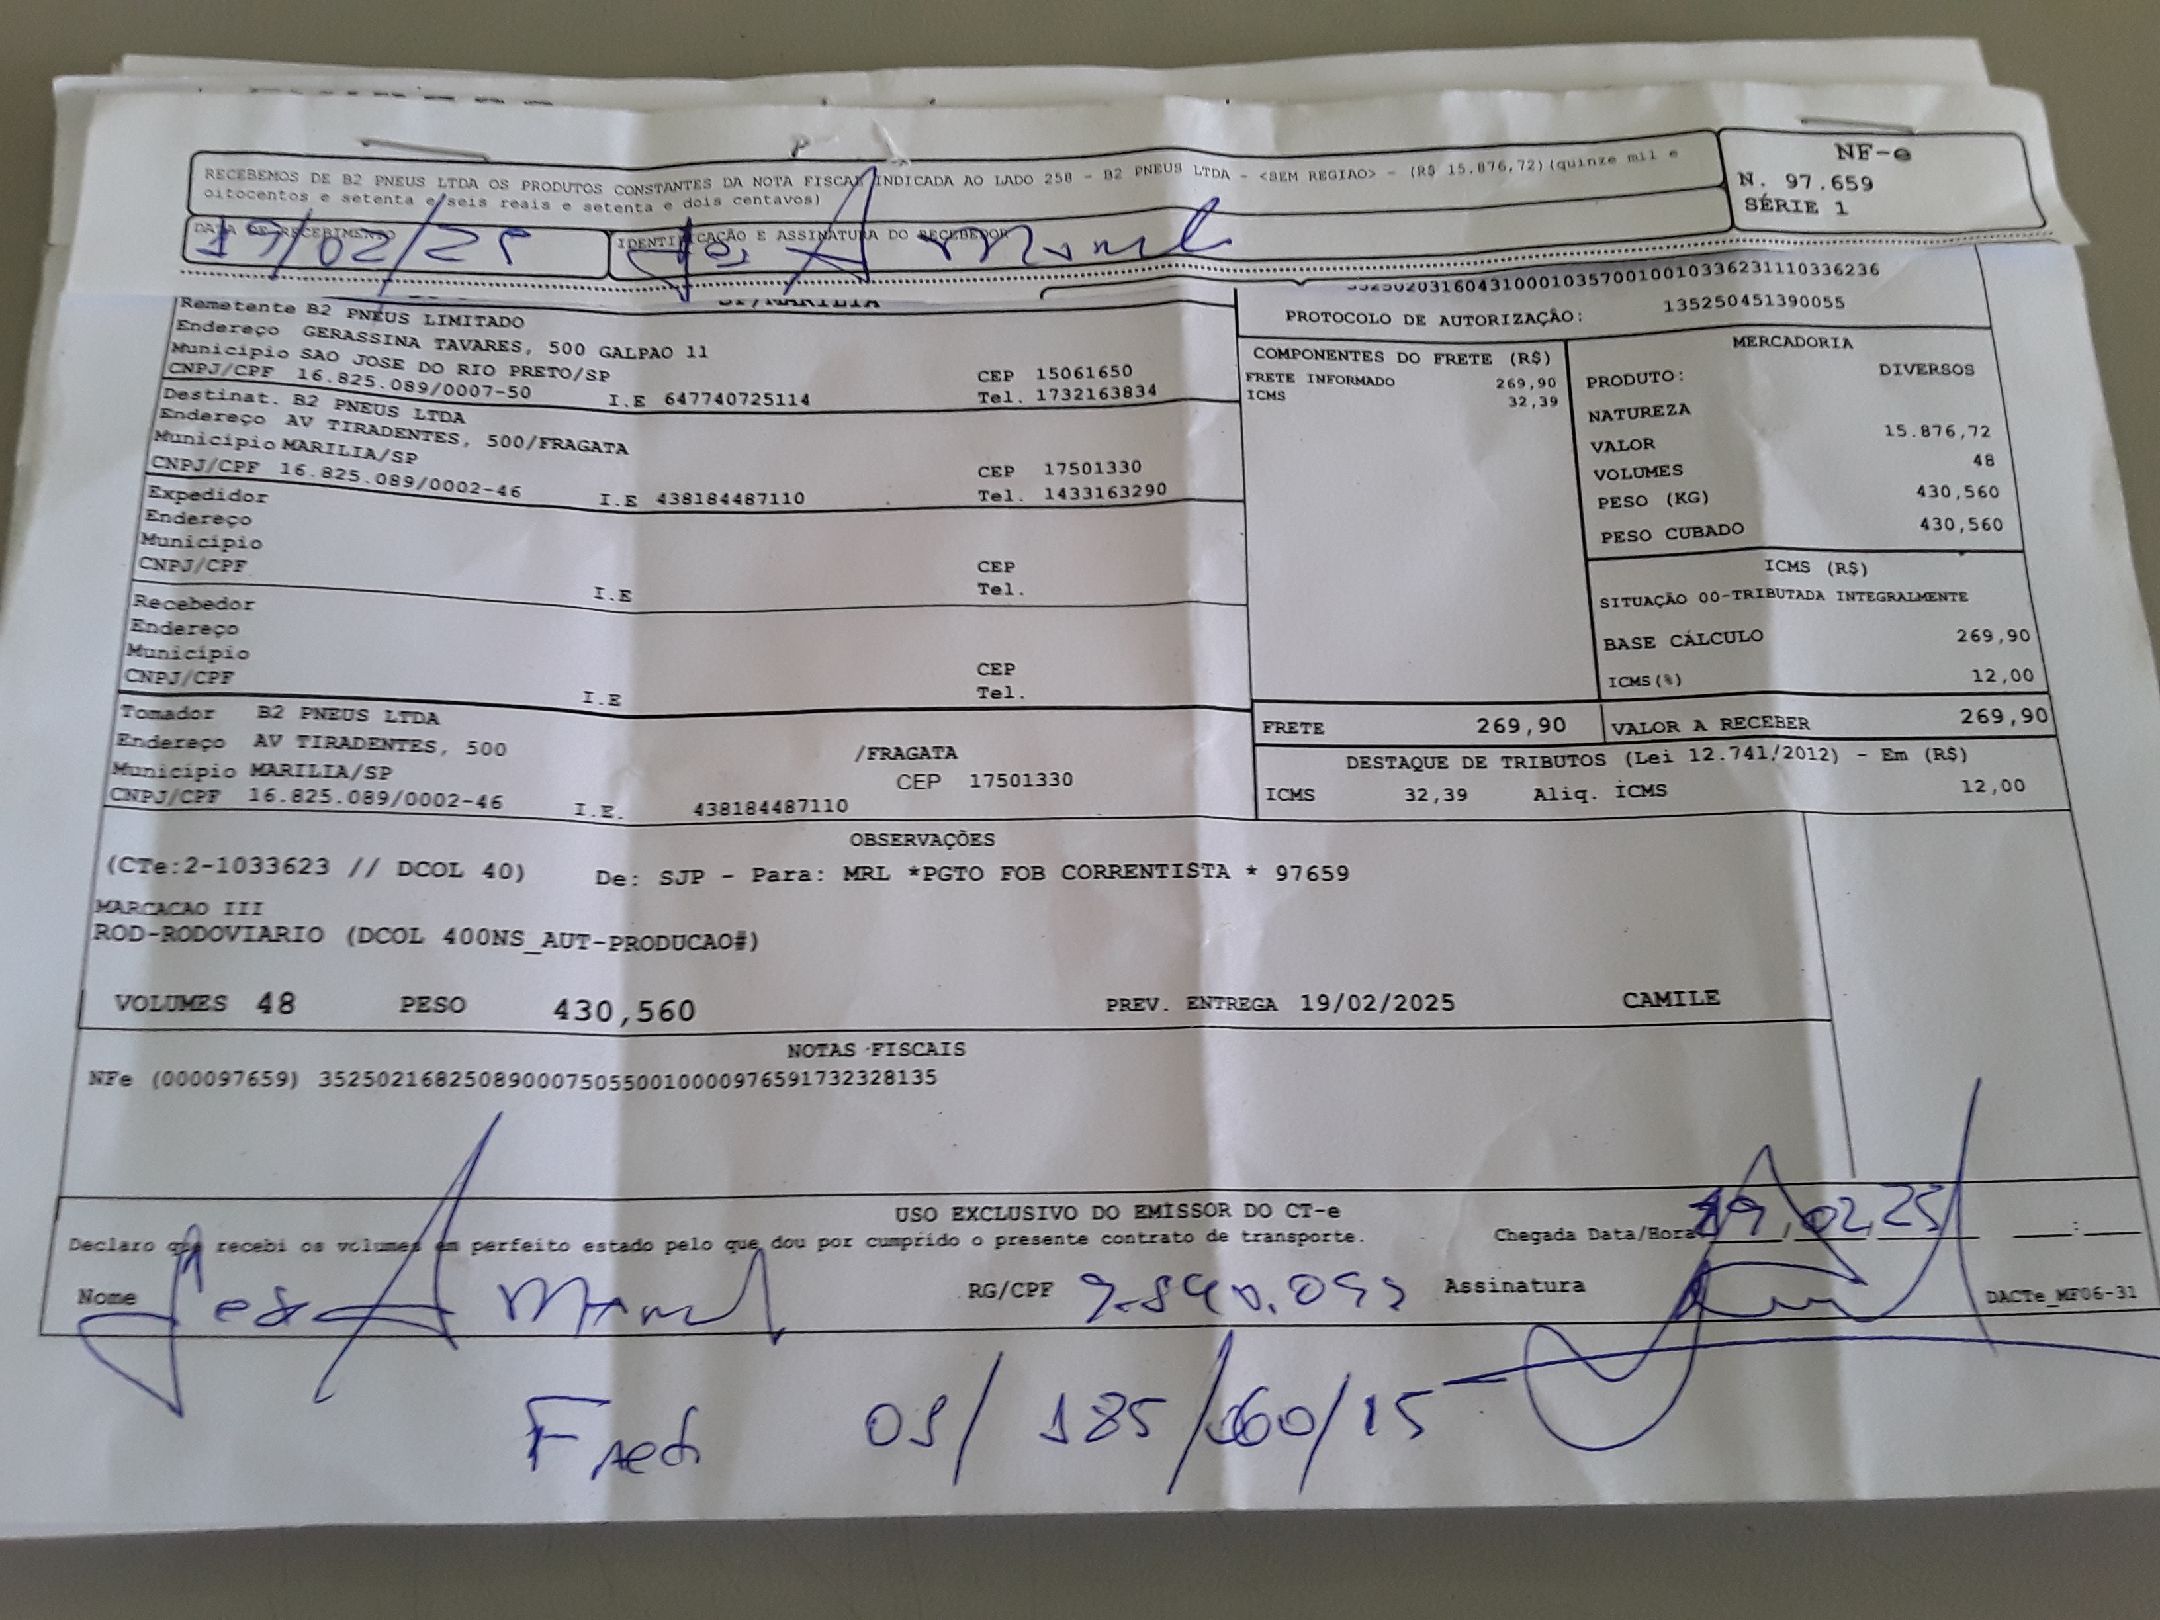 RECEBEMOS DE B2 PNEUS LTDA OS PRODUTOS CONSTANTES DA NOTA FISCAL INDICADA AO LADO 258 - B2 PNEUS LTDA - <SEM REGIAO> - (R$ 15.876,72)(quinze mil e
oitocentos e setenta e seis reais e setenta e dois centavos)
NF-e
N. 97.659
SÉRIE 1
DATA DE RECEBIMENTO
19/02/25
IDENTIFICAÇÃO E ASSINATURA DO RECEBEDOR
SP/MARILIA
35250203160431000103570010010336231110336236
PROTOCOLO DE AUTORIZAÇÃO: 135250451390055
Remetente B2 PNEUS LIMITADO
Endereço GERASSINA TAVARES, 500 GALPAO 11
Município SAO JOSE DO RIO PRETO/SP CEP 15061650
CNPJ/CPF 16.825.089/0007-50 I.E 647740725114 Tel. 1732163834
Destinat. B2 PNEUS LTDA
Endereço AV TIRADENTES, 500/FRAGATA
Município MARILIA/SP CEP 17501330
CNPJ/CPF 16.825.089/0002-46 I.E 438184487110 Tel. 1433163290
Expedidor
Endereço
Município CEP
CNPJ/CPF I.E Tel.
Recebedor
Endereço
Município CEP
CNPJ/CPF I.E Tel.
Tomador B2 PNEUS LTDA
Endereço AV TIRADENTES, 500 /FRAGATA
Município MARILIA/SP CEP 17501330
CNPJ/CPF 16.825.089/0002-46 I.E. 438184487110
COMPONENTES DO FRETE (R$)
FRETE INFORMADO 269,90
ICMS 32,39
MERCADORIA
PRODUTO: DIVERSOS
NATUREZA
VALOR 15.876,72
VOLUMES 48
PESO (KG) 430,560
PESO CUBADO 430,560
ICMS (R$)
SITUAÇÃO 00-TRIBUTADA INTEGRALMENTE
BASE CÁLCULO 269,90
ICMS(%) 12,00
FRETE 269,90 VALOR A RECEBER 269,90
DESTAQUE DE TRIBUTOS (Lei 12.741/2012) - Em (R$)
ICMS 32,39 Aliq. ICMS 12,00
OBSERVAÇÕES
(CTe:2-1033623 // DCOL 40) De: SJP - Para: MRL *PGTO FOB CORRENTISTA * 97659
MARCACAO III
ROD-RODOVIARIO (DCOL 400NS_AUT-PRODUCAO#)
VOLUMES 48 PESO 430,560 PREV. ENTREGA 19/02/2025 CAMILE
NOTAS FISCAIS
NFe (000097659) 35250216825089000750550010000976591732328135
USO EXCLUSIVO DO EMISSOR DO CT-e
Declaro que recebi os volumes em perfeito estado pelo que dou por cumprido o presente contrato de transporte. Chegada Data/Hora 19/02/25 :
Nome RG/CPF Assinatura DACTe_MF06-31